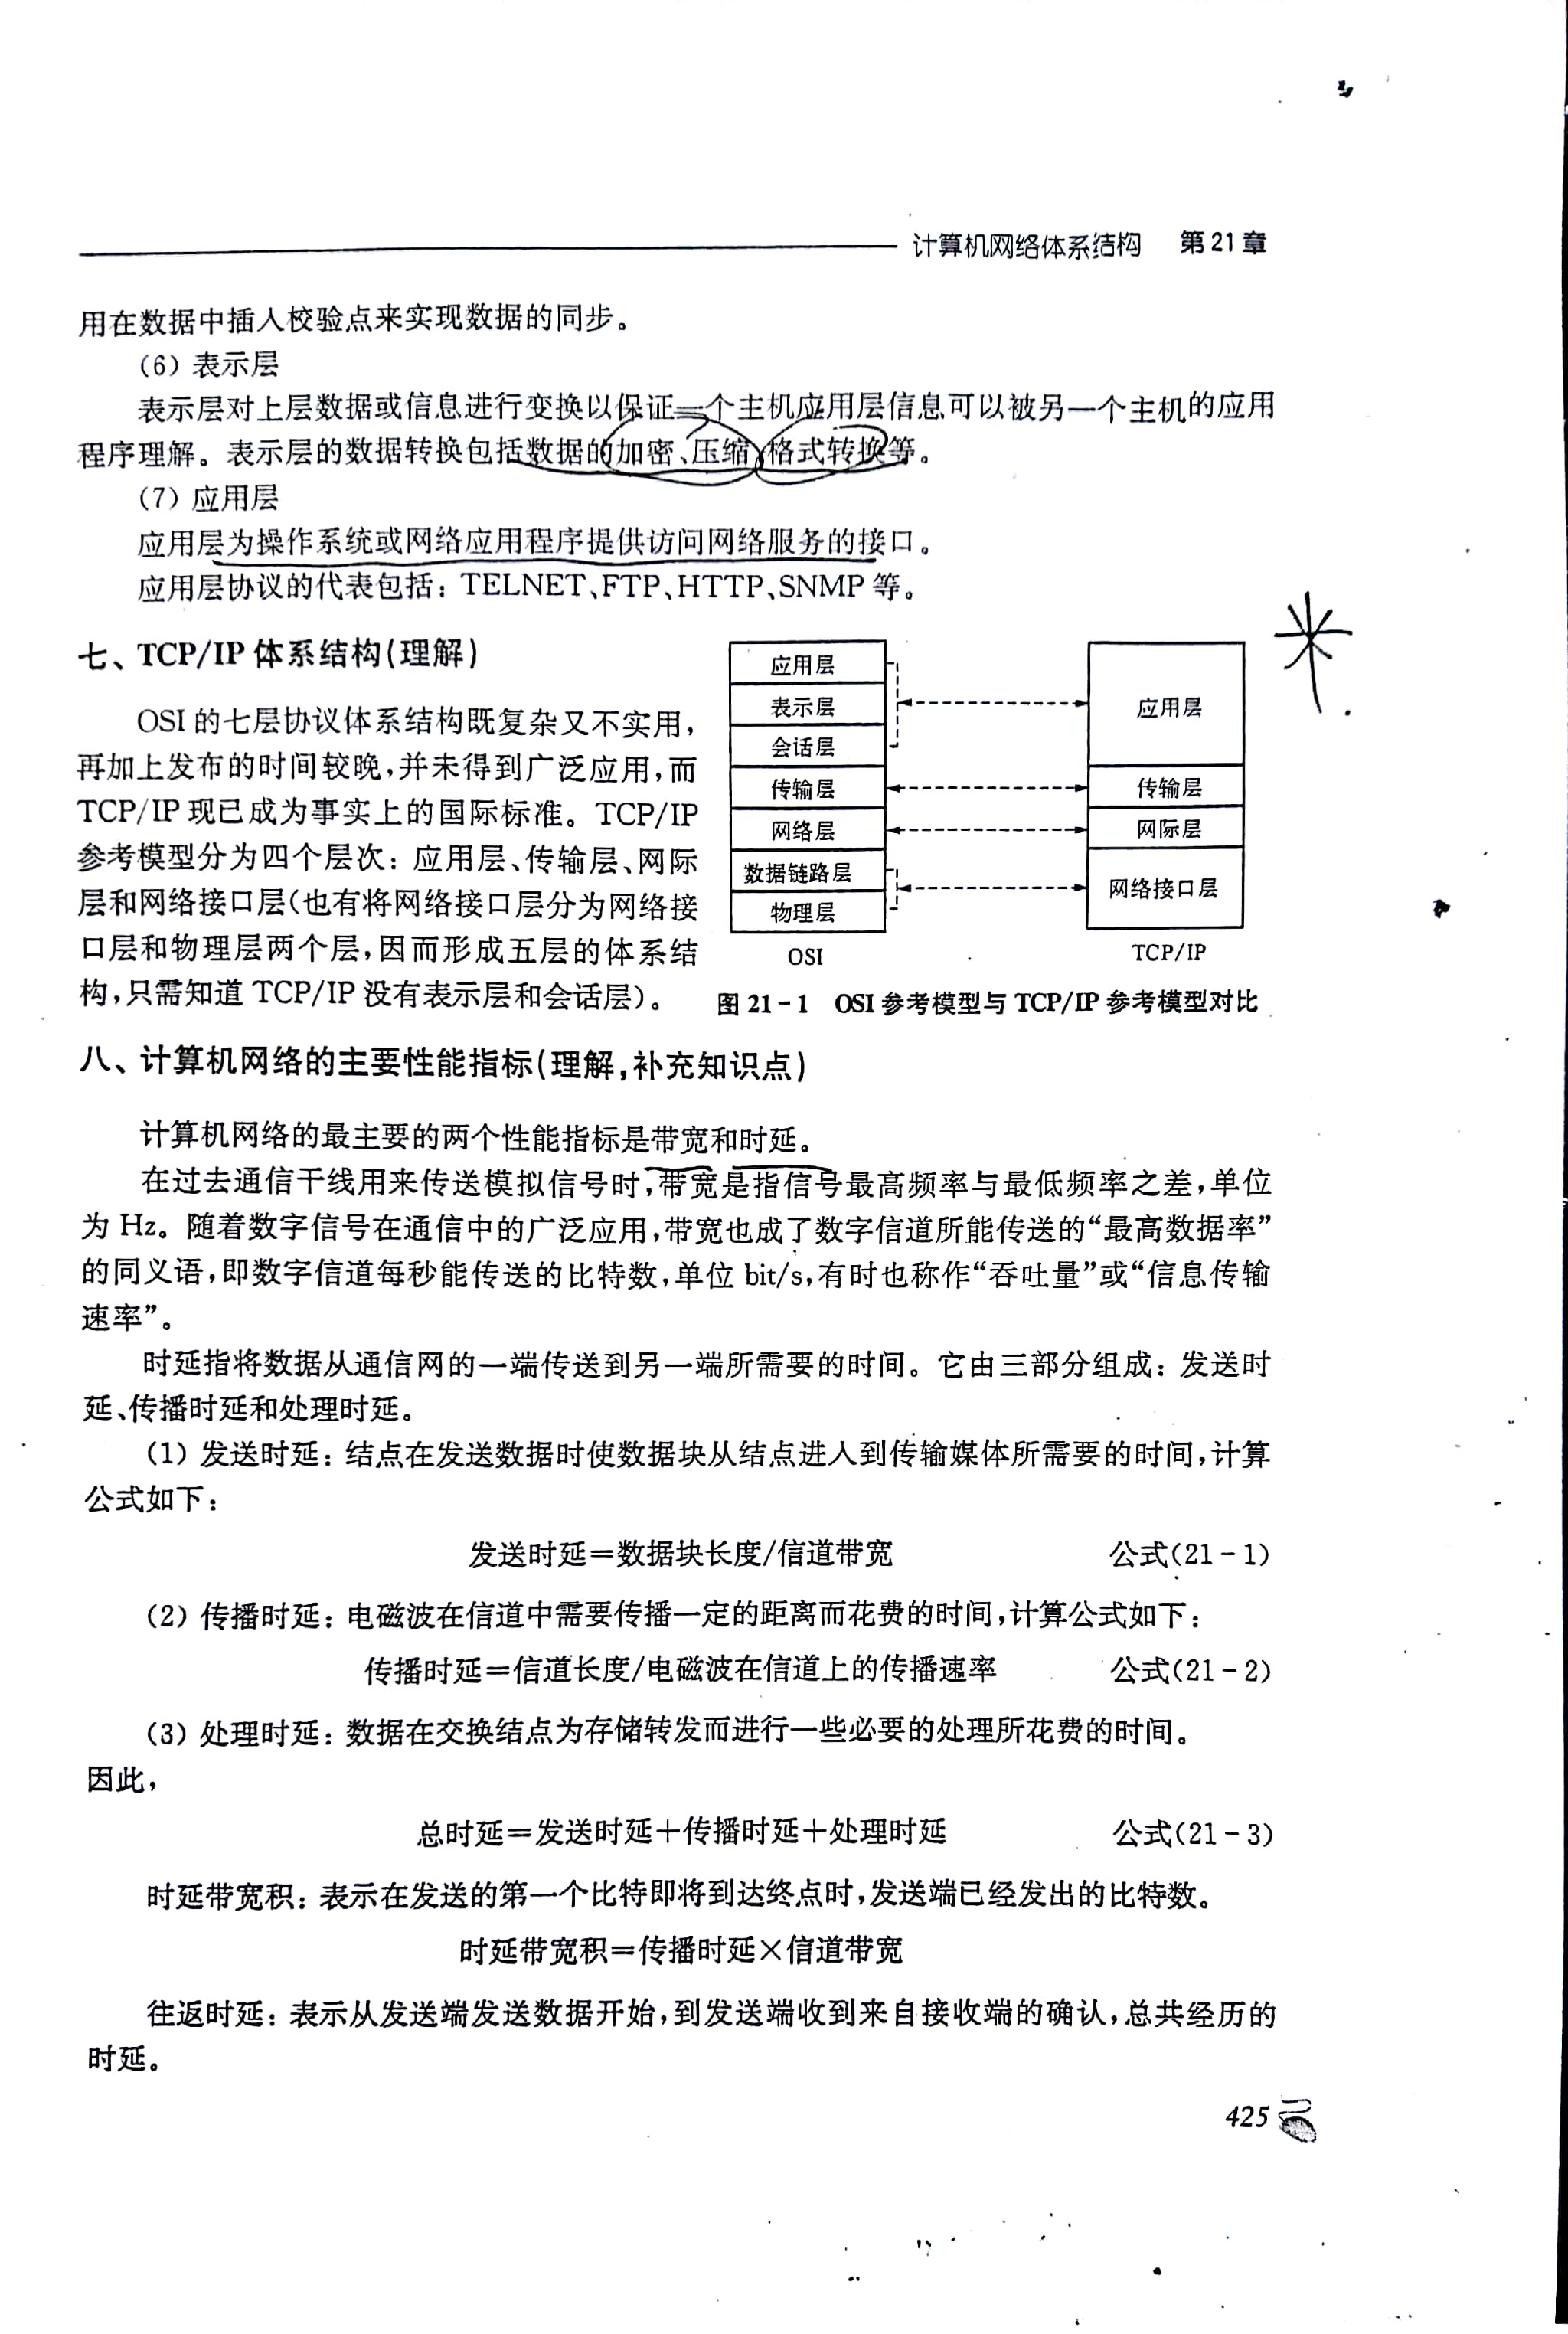 计算机网络体系结构 第21章
用在数据中插入校验点来实现数据的同步。
(6) 表示层
表示层对上层数据或信息进行变换以保证一个主机应用层信息可以被另一个主机的应用
程序理解。表示层的数据转换包括数据的加密、压缩、格式转换等。
(7) 应用层
应用层为操作系统或网络应用程序提供访问网络服务的接口。
应用层协议的代表包括：TELNET、FTP、HTTP、SNMP 等。
七、TCP/IP 体系结构(理解)
OSI 的七层协议体系结构既复杂又不实用，
再加上发布的时间较晚，并未得到广泛应用，而
TCP/IP 现已成为事实上的国际标准。TCP/IP
参考模型分为四个层次：应用层、传输层、网际
层和网络接口层(也有将网络接口层分为网络接
口层和物理层两个层，因而形成五层的体系结
构，只需知道 TCP/IP 没有表示层和会话层)。
应用层
表示层
会话层
传输层
网络层
数据链路层
物理层
OSI
应用层
传输层
网际层
网络接口层
TCP/IP
图 21-1 OSI 参考模型与 TCP/IP 参考模型对比
八、计算机网络的主要性能指标(理解，补充知识点)
计算机网络的最主要的两个性能指标是带宽和时延。
在过去通信干线用来传送模拟信号时，带宽是指信号最高频率与最低频率之差，单位
为 Hz。随着数字信号在通信中的广泛应用，带宽也成了数字信道所能传送的“最高数据率”
的同义语，即数字信道每秒能传送的比特数，单位 bit/s，有时也称作“吞吐量”或“信息传输
速率”。
时延指将数据从通信网的一端传送到另一端所需要的时间。它由三部分组成：发送时
延、传播时延和处理时延。
(1) 发送时延：结点在发送数据时使数据块从结点进入到传输媒体所需要的时间，计算
公式如下：
发送时延＝数据块长度/信道带宽 公式(21-1)
(2) 传播时延：电磁波在信道中需要传播一定的距离而花费的时间，计算公式如下：
传播时延＝信道长度/电磁波在信道上的传播速率 公式(21-2)
(3) 处理时延：数据在交换结点为存储转发而进行一些必要的处理所花费的时间。
因此，
总时延＝发送时延＋传播时延＋处理时延 公式(21-3)
时延带宽积：表示在发送的第一个比特即将到达终点时，发送端已经发出的比特数。
时延带宽积＝传播时延×信道带宽
往返时延：表示从发送端发送数据开始，到发送端收到来自接收端的确认，总共经历的
时延。
425